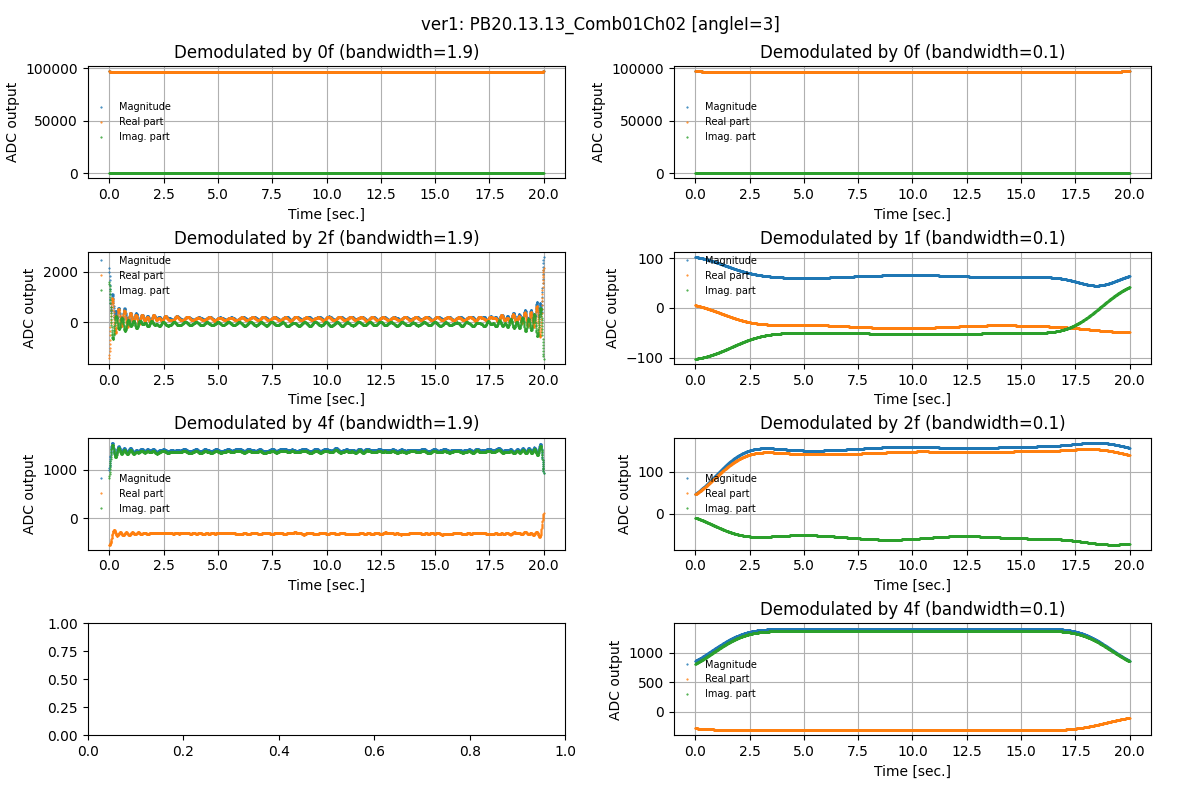 ver1: PB20.13.13_Comb01Ch02 [angleI=3]
Demodulated by 0f (bandwidth=1.9)
ADC output
100000
50000
0
Magnitude
Real part
Imag. part
0.0 2.5 5.0 7.5 10.0 12.5 15.0 17.5 20.0
Time [sec.]
Demodulated by 0f (bandwidth=0.1)
ADC output
100000
50000
0
Magnitude
Real part
Imag. part
0.0 2.5 5.0 7.5 10.0 12.5 15.0 17.5 20.0
Time [sec.]
Demodulated by 2f (bandwidth=1.9)
ADC output
2000
0
Magnitude
Real part
Imag. part
0.0 2.5 5.0 7.5 10.0 12.5 15.0 17.5 20.0
Time [sec.]
Demodulated by 1f (bandwidth=0.1)
ADC output
100
0
−100
Magnitude
Real part
Imag. part
0.0 2.5 5.0 7.5 10.0 12.5 15.0 17.5 20.0
Time [sec.]
Demodulated by 4f (bandwidth=1.9)
ADC output
1000
0
Magnitude
Real part
Imag. part
0.0 2.5 5.0 7.5 10.0 12.5 15.0 17.5 20.0
Time [sec.]
Demodulated by 2f (bandwidth=0.1)
ADC output
100
0
Magnitude
Real part
Imag. part
0.0 2.5 5.0 7.5 10.0 12.5 15.0 17.5 20.0
Time [sec.]
1.00
0.75
0.50
0.25
0.00
0.0 0.2 0.4 0.6 0.8 1.0
Demodulated by 4f (bandwidth=0.1)
ADC output
1000
500
0
Magnitude
Real part
Imag. part
0.0 2.5 5.0 7.5 10.0 12.5 15.0 17.5 20.0
Time [sec.]